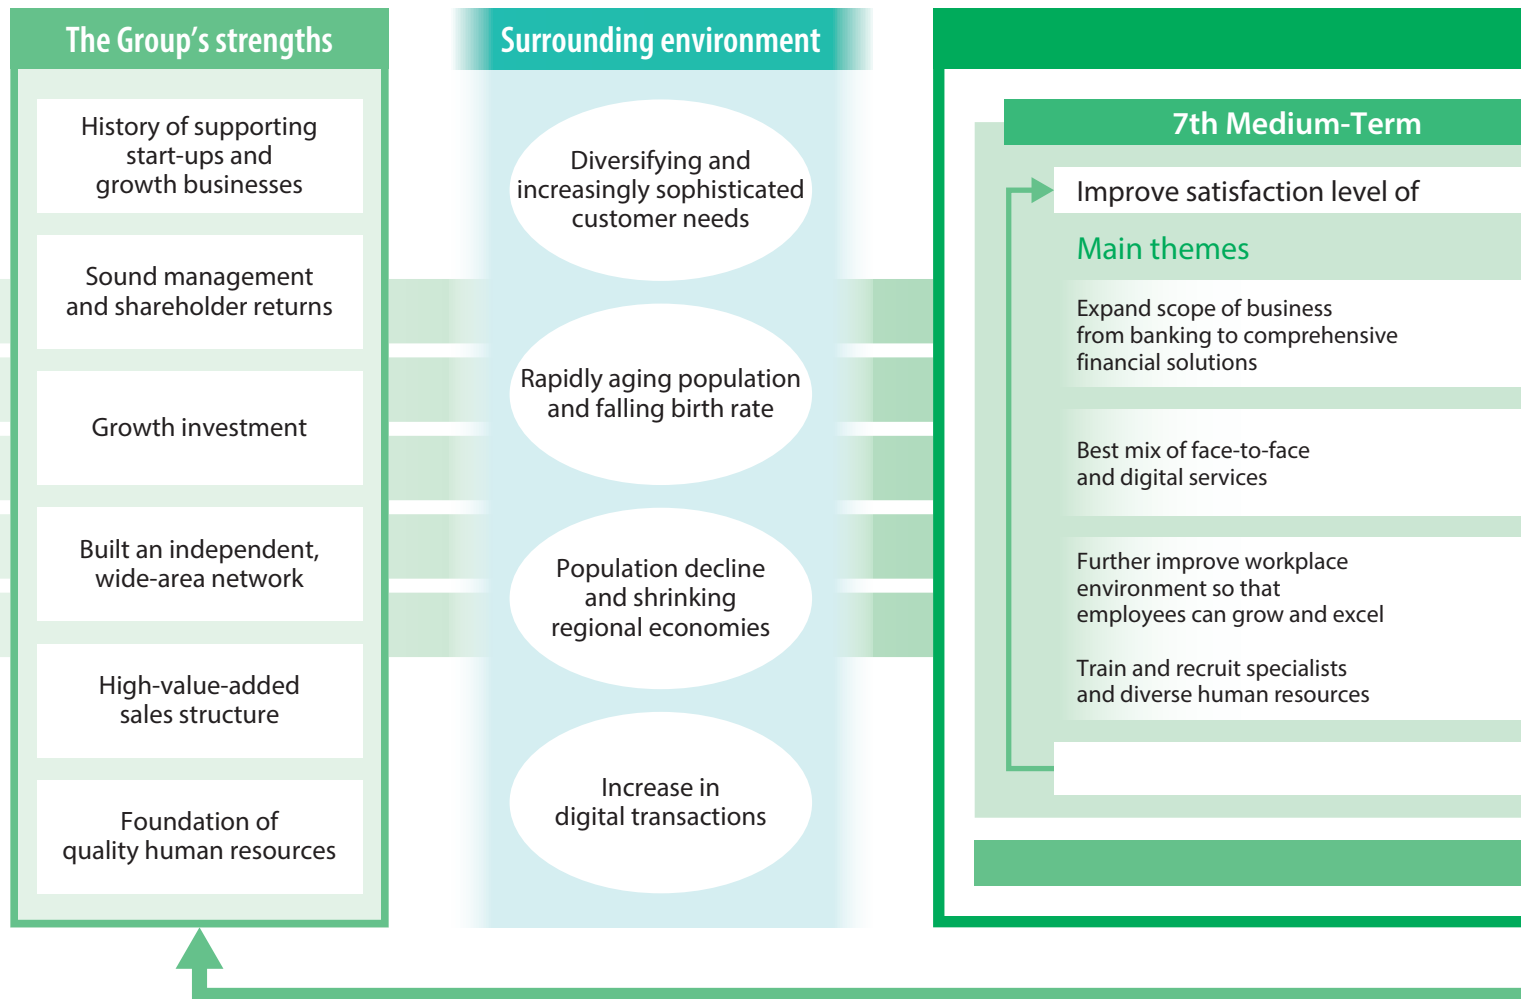 The Group's strengths
History of supporting
start-ups and
growth businesses
Sound management
and shareholder returns
Growth investment
Built an independent,
wide-area network
High-value-added
sales structure
Foundation of
quality human resources
Surrounding environment
Diversifying and
increasingly sophisticated
customer needs
Rapidly aging population
and falling birth rate
Population decline
and shrinking
regional economies
Increase in
digital transactions
7th Medium-Term
Improve satisfaction level of
Main themes
Expand scope of business
from banking to comprehensive
financial solutions
Best mix of face-to-face
and digital services
Further improve workplace
environment so that
employees can grow and excel
Train and recruit specialists
and diverse human resources